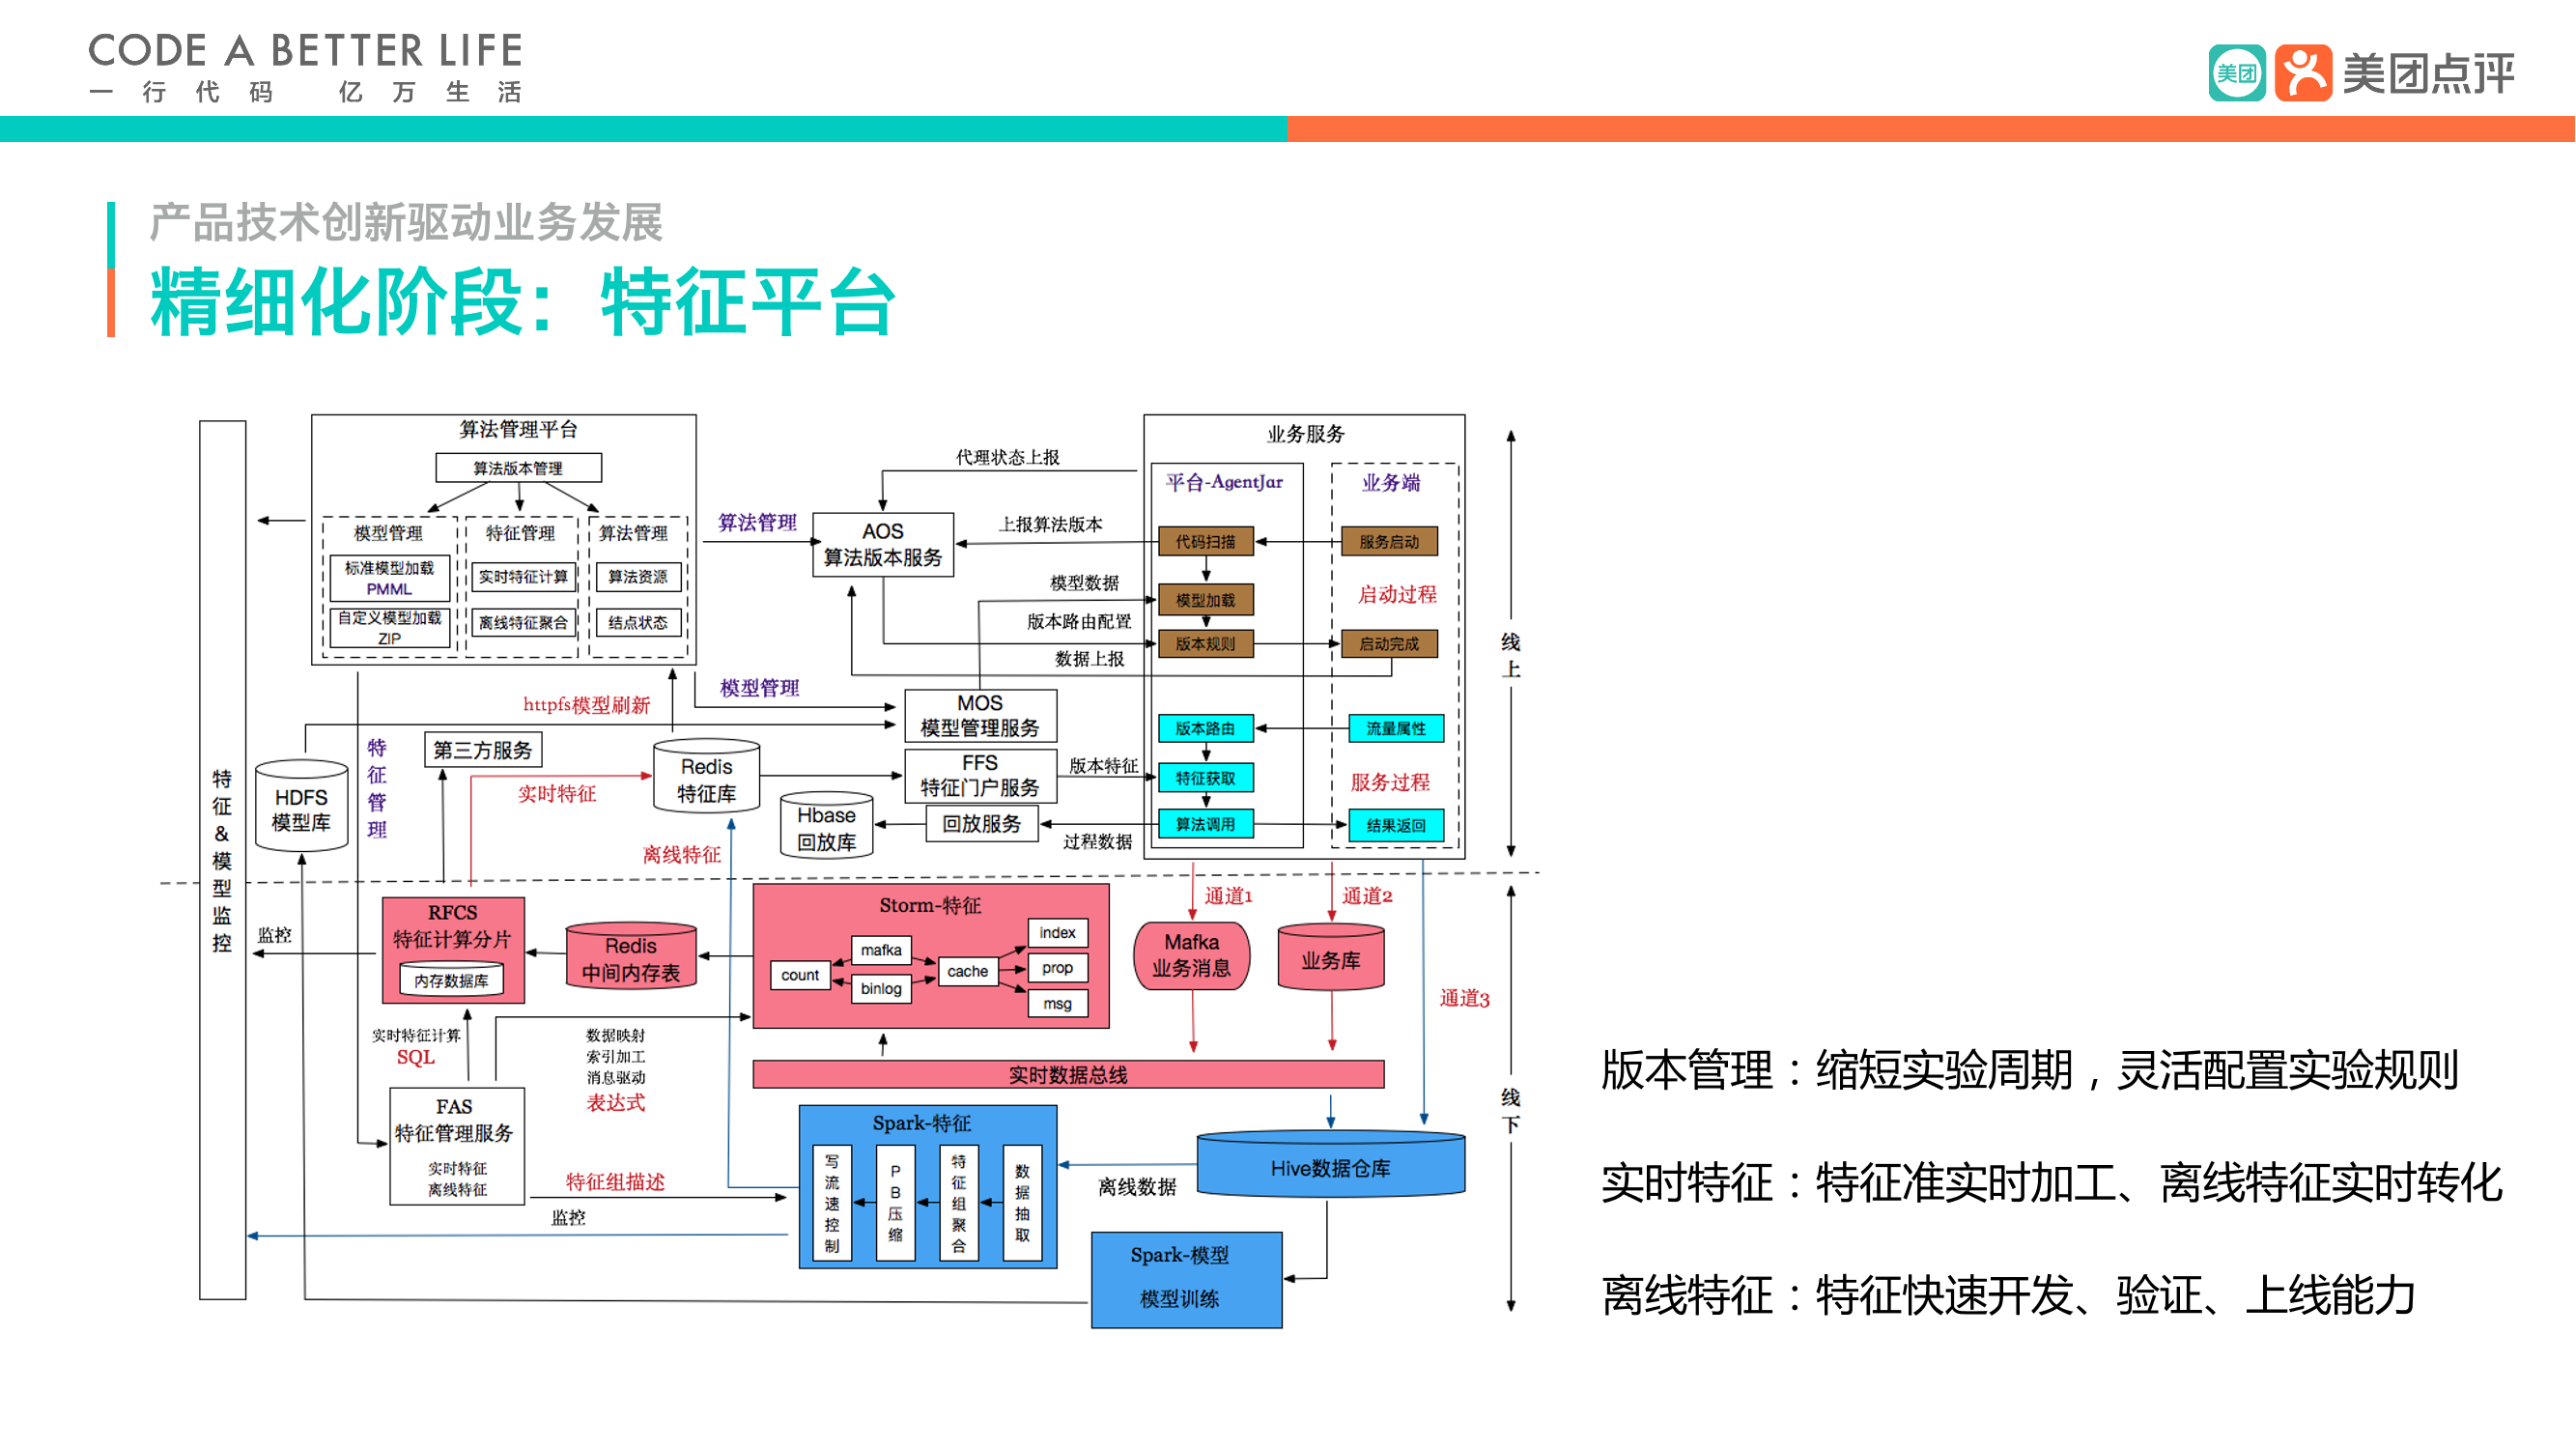 CODE A BETTER LIFE
一行代码 亿万生活
美团
美团点评
产品技术创新驱动业务发展
精细化阶段：特征平台
特征&模型监控
算法管理平台
算法版本管理
模型管理
标准模型加载
PMML
自定义模型加载
ZIP
特征管理
实时特征计算
离线特征聚合
算法管理
算法资源
结点状态
算法管理
代理状态上报
AOS
算法版本服务
上报算法版本
模型数据
版本路由配置
数据上报
业务服务
平台-AgentJar
业务端
代码扫描
服务启动
启动过程
模型加载
版本规则
启动完成
版本路由
流量属性
特征获取
服务过程
算法调用
结果返回
线上
模型管理
httpfs模型刷新
MOS
模型管理服务
特征管理
第三方服务
HDFS
模型库
实时特征
Redis
特征库
FFS
特征门户服务
版本特征
Hbase
回放库
回放服务
过程数据
离线特征
监控
RFCS
特征计算分片
内存数据库
Redis
中间内存表
Storm-特征
count
mafka
binlog
cache
index
prop
msg
通道1
通道2
通道3
Mafka
业务消息
业务库
实时特征计算
SQL
数据映射
索引加工
消息驱动
表达式
实时数据总线
线下
FAS
特征管理服务
实时特征
离线特征
特征组描述
监控
Spark-特征
写流速控制
PB压缩
特征组聚合
数据抽取
离线数据
Hive数据仓库
Spark-模型
模型训练
版本管理：缩短实验周期，灵活配置实验规则
实时特征：特征准实时加工、离线特征实时转化
离线特征：特征快速开发、验证、上线能力